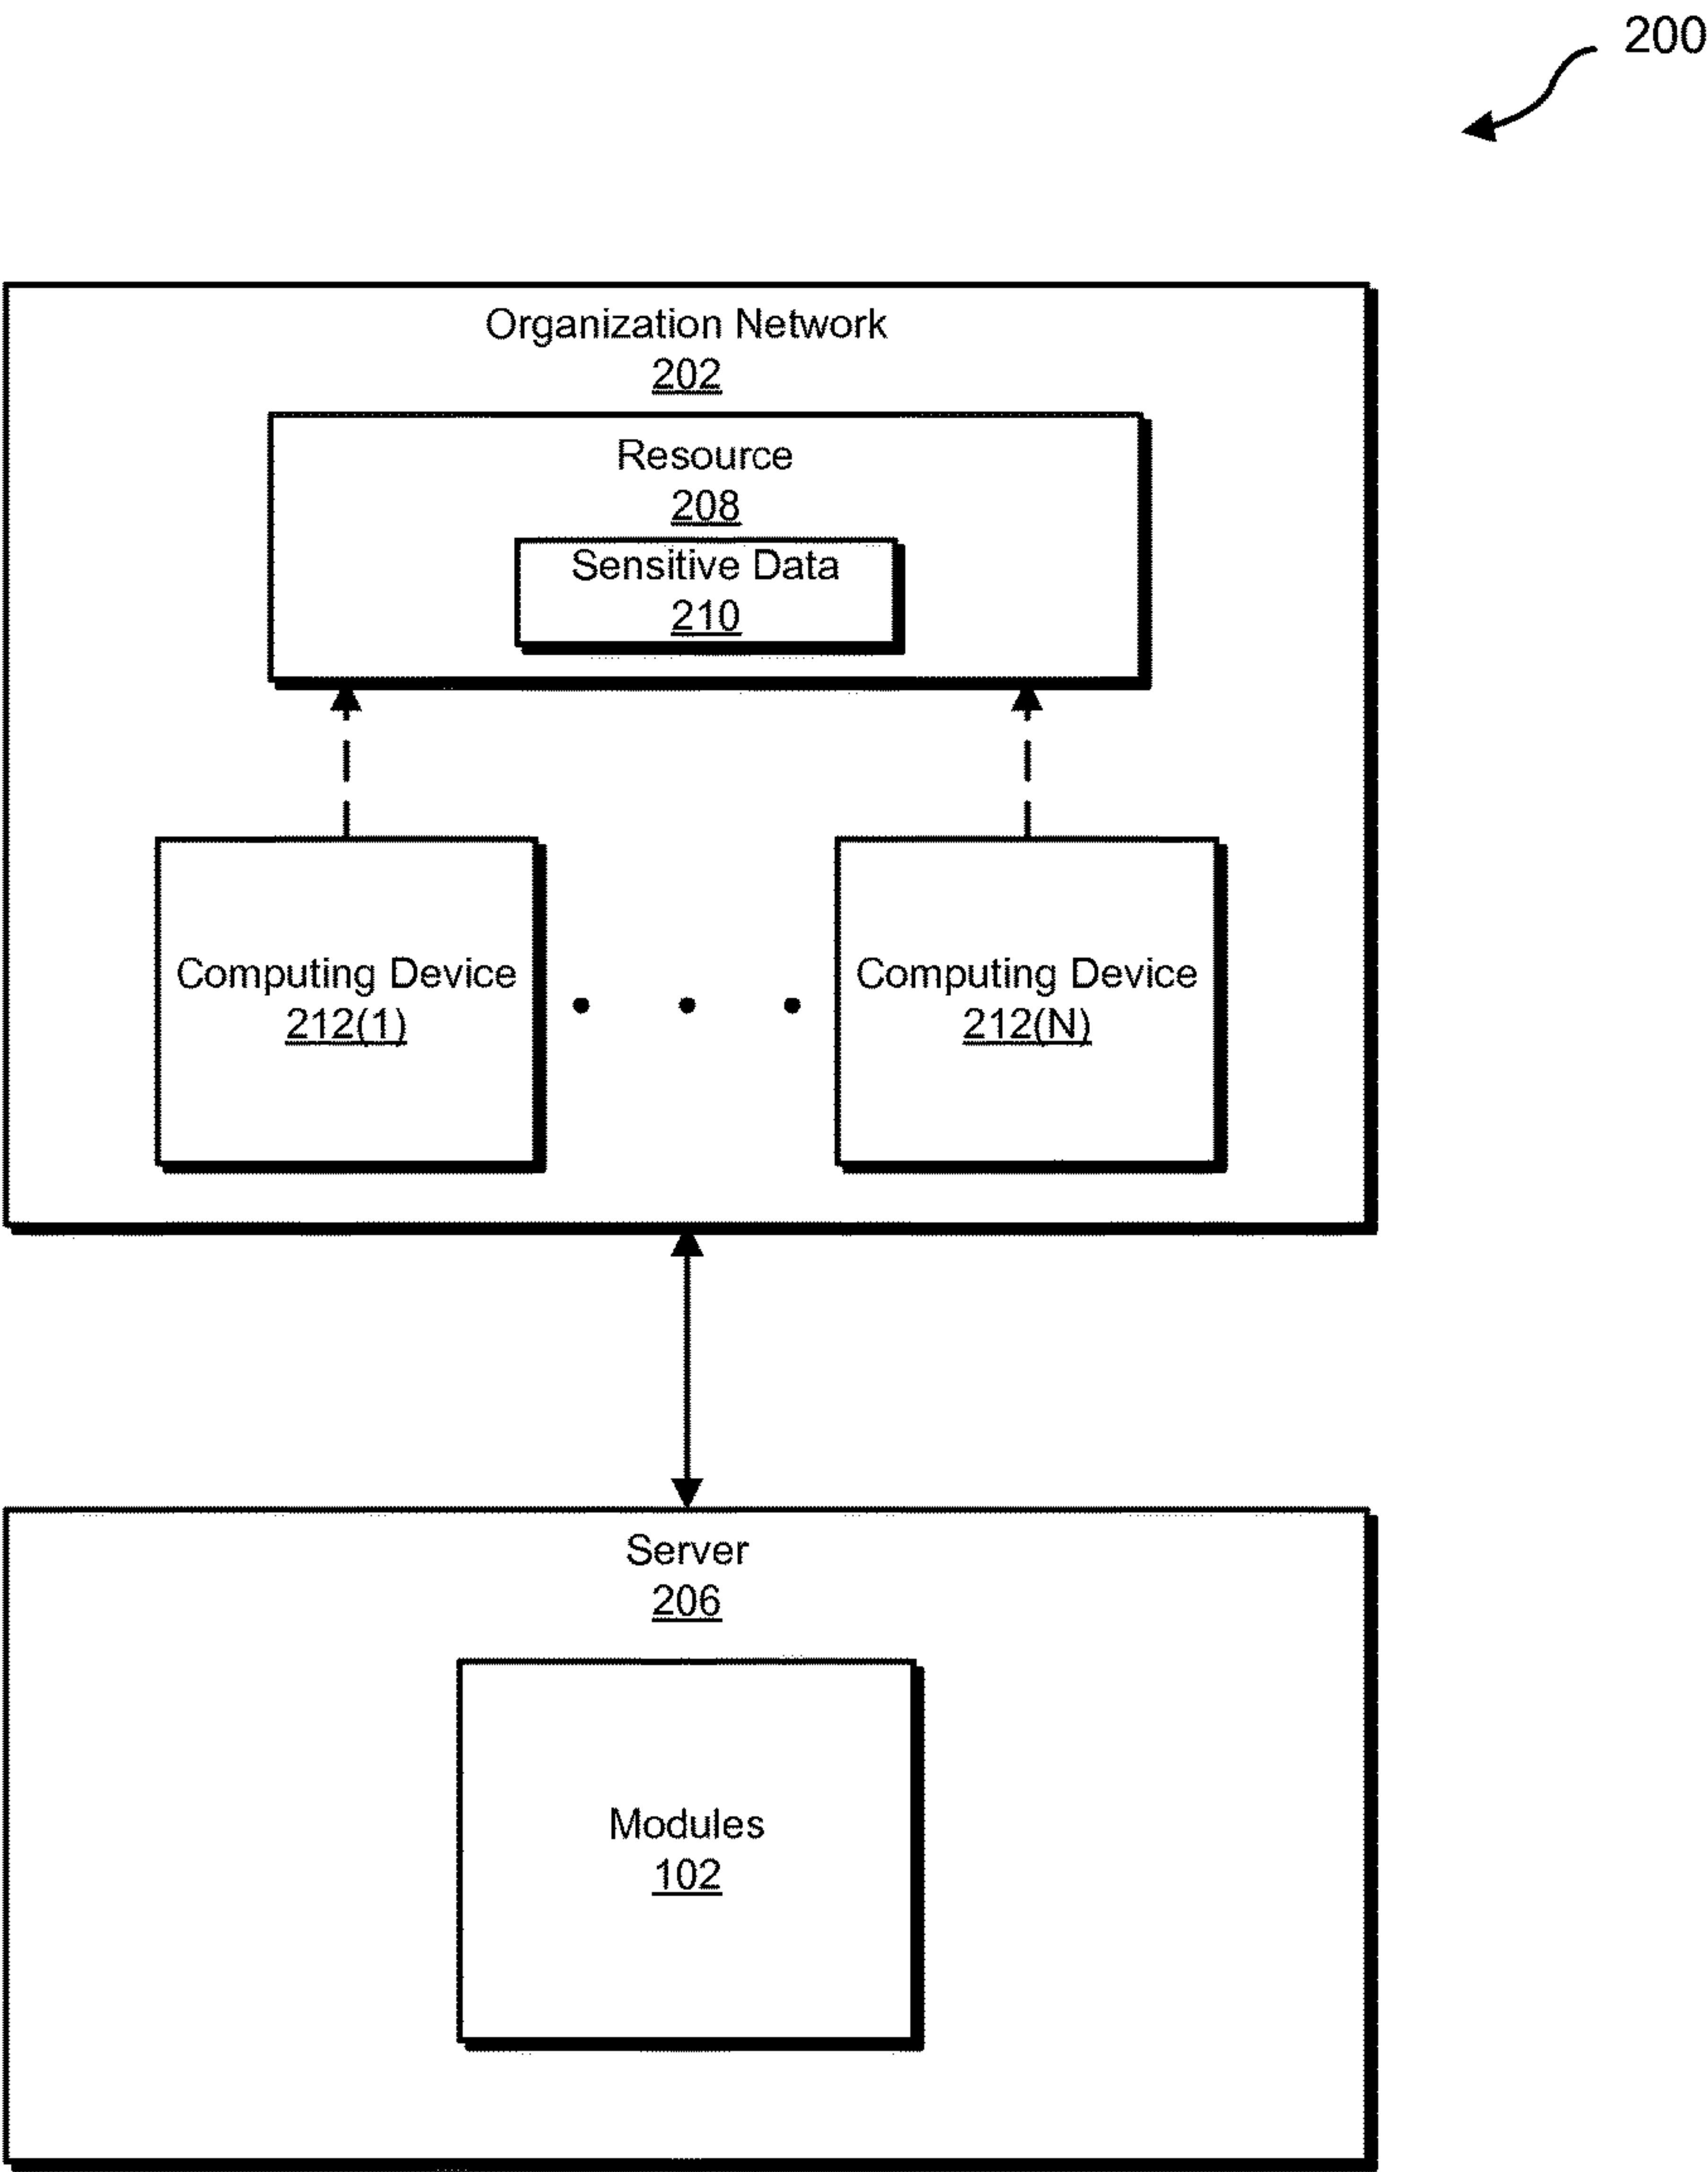 200
Organization Network
202
Resource
208
Sensitive Data
210
Computing Device
212(1)
Computing Device
212(N)
Server
206
Modules
102